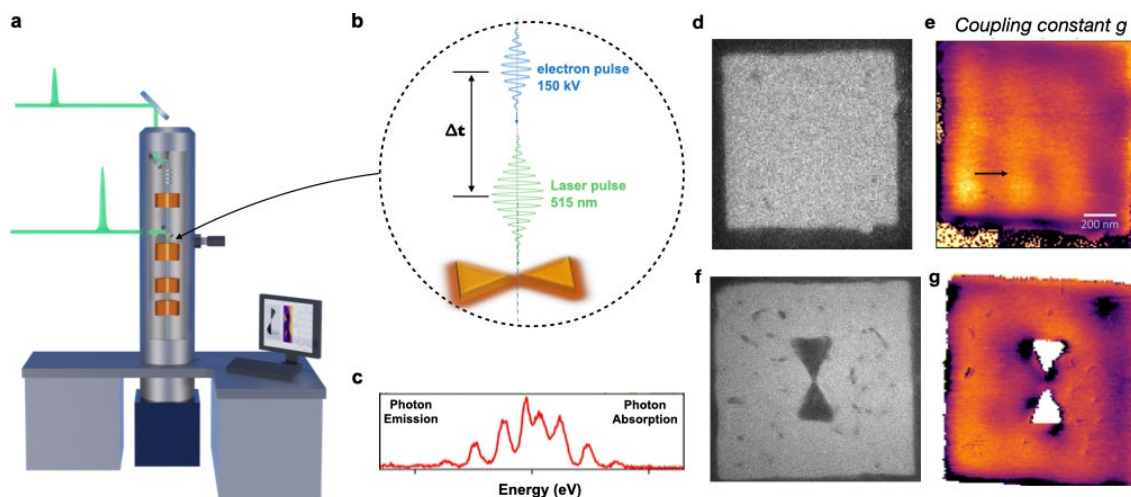 a
b
electron pulse
150 kV
Δt
Laser pulse
515 nm
c
Photon
Emission
Photon
Absorption
Energy (eV)
d
e
Coupling constant g
200 nm
f
g